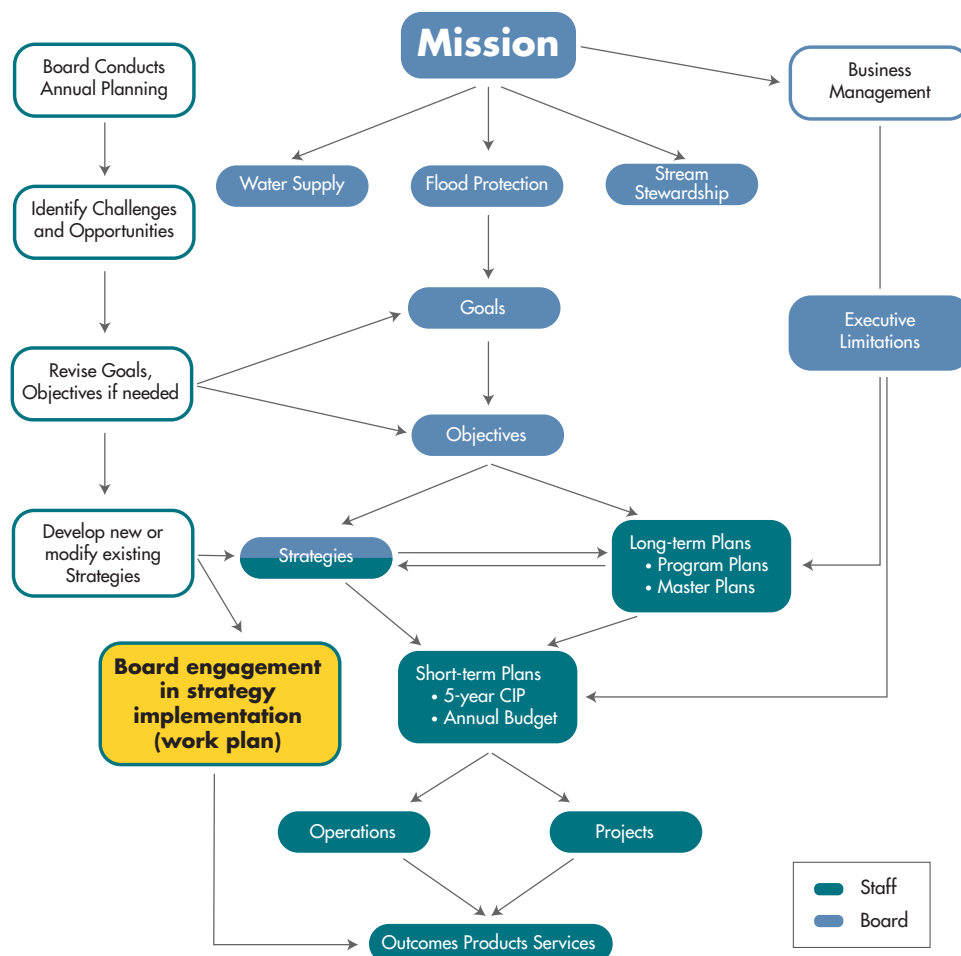 Mission
Board Conducts
Annual Planning
Business
Management
Water Supply
Flood Protection
Stream
Stewardship
Identify Challenges
and Opportunities
Goals
Executive
Limitations
Revise Goals,
Objectives if needed
Objectives
Develop new or
modify existing
Strategies
Strategies
Long-term Plans
• Program Plans
• Master Plans
Board engagement
in strategy
implementation
(work plan)
Short-term Plans
• 5-year CIP
• Annual Budget
Operations
Projects
Outcomes Products Services
Staff
Board